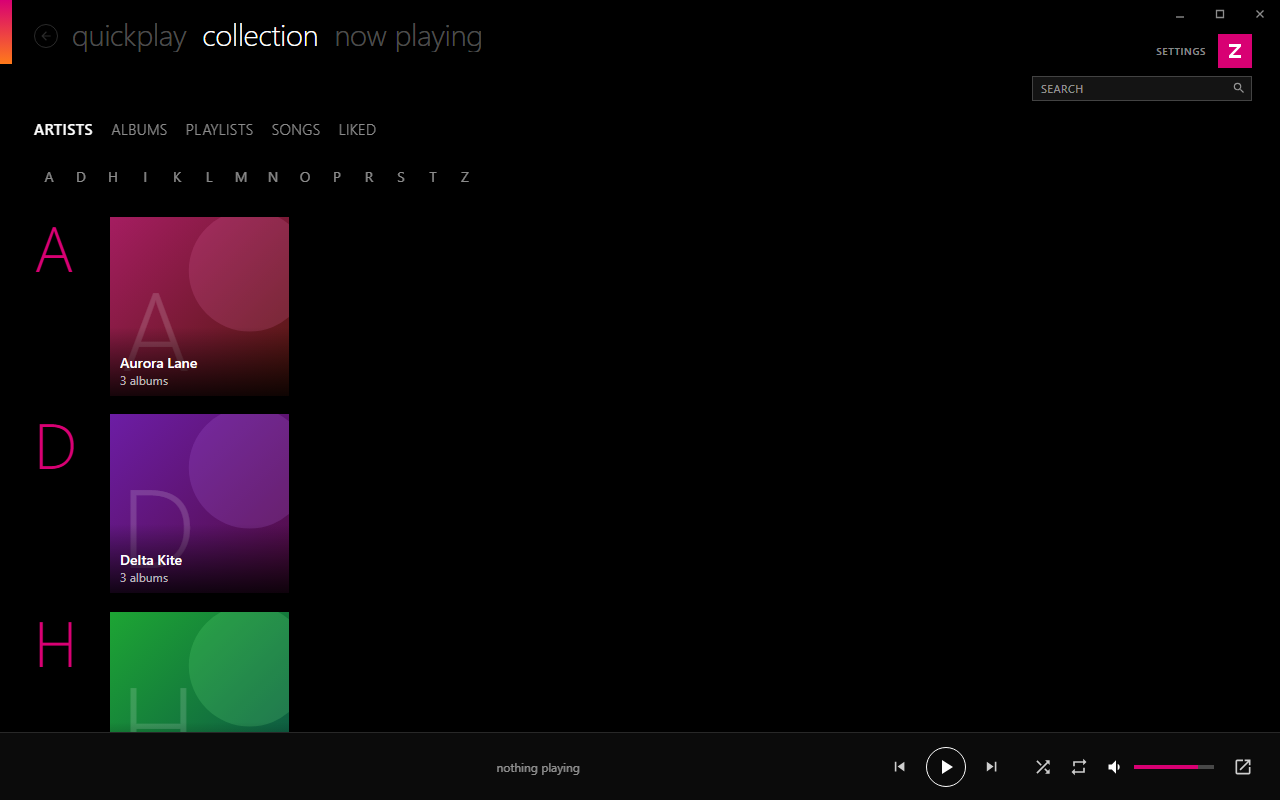 quickplay collection now playing
SETTINGS Z
SEARCH
ARTISTS ALBUMS PLAYLISTS SONGS LIKED
A D H I K L M N O P R S T Z
A
A
Aurora Lane
3 albums
D
D
Delta Kite
3 albums
H
H
nothing playing